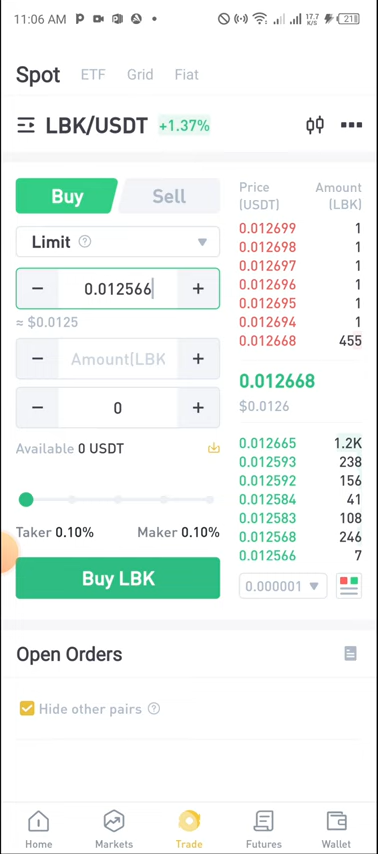 11:06 AM
17.7
K/S
21
Spot ETF Grid Fiat
LBK/USDT +1.37%
Buy Sell
Limit
0.012566
≈ $0.0125
Amount(LBK
0
Available 0 USDT
Taker 0.10% Maker 0.10%
Buy LBK
Price Amount
(USDT) (LBK)
0.012699 1
0.012698 1
0.012697 1
0.012696 1
0.012695 1
0.012694 1
0.012668 455
0.012668
$0.0126
0.012665 1.2K
0.012593 238
0.012592 156
0.012584 41
0.012583 108
0.012568 246
0.012566 7
0.000001
Open Orders
Hide other pairs
Home Markets Trade Futures Wallet